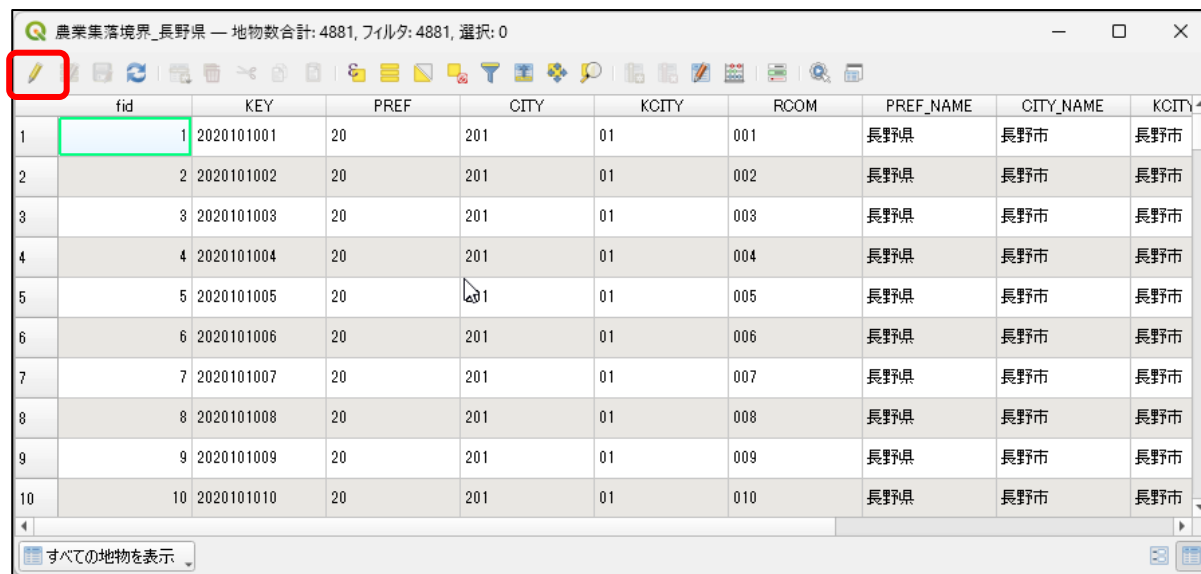 農業集落境界_長野県 — 地物数合計: 4881, フィルタ: 4881, 選択: 0
fid KEY PREF CITY KCITY RCOM PREF_NAME CITY_NAME KCITY
1 1 2020101001 20 201 01 001 長野県 長野市 長野市
2 2 2020101002 20 201 01 002 長野県 長野市 長野市
3 3 2020101003 20 201 01 003 長野県 長野市 長野市
4 4 2020101004 20 201 01 004 長野県 長野市 長野市
5 5 2020101005 20 201 01 005 長野県 長野市 長野市
6 6 2020101006 20 201 01 006 長野県 長野市 長野市
7 7 2020101007 20 201 01 007 長野県 長野市 長野市
8 8 2020101008 20 201 01 008 長野県 長野市 長野市
9 9 2020101009 20 201 01 009 長野県 長野市 長野市
10 10 2020101010 20 201 01 010 長野県 長野市 長野市
すべての地物を表示